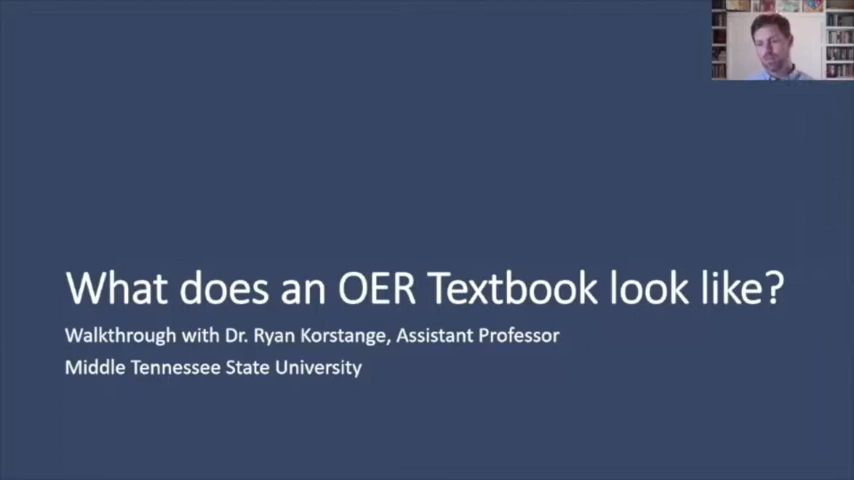 What does an OER Textbook look like?
Walkthrough with Dr. Ryan Korstange, Assistant Professor
Middle Tennessee State University